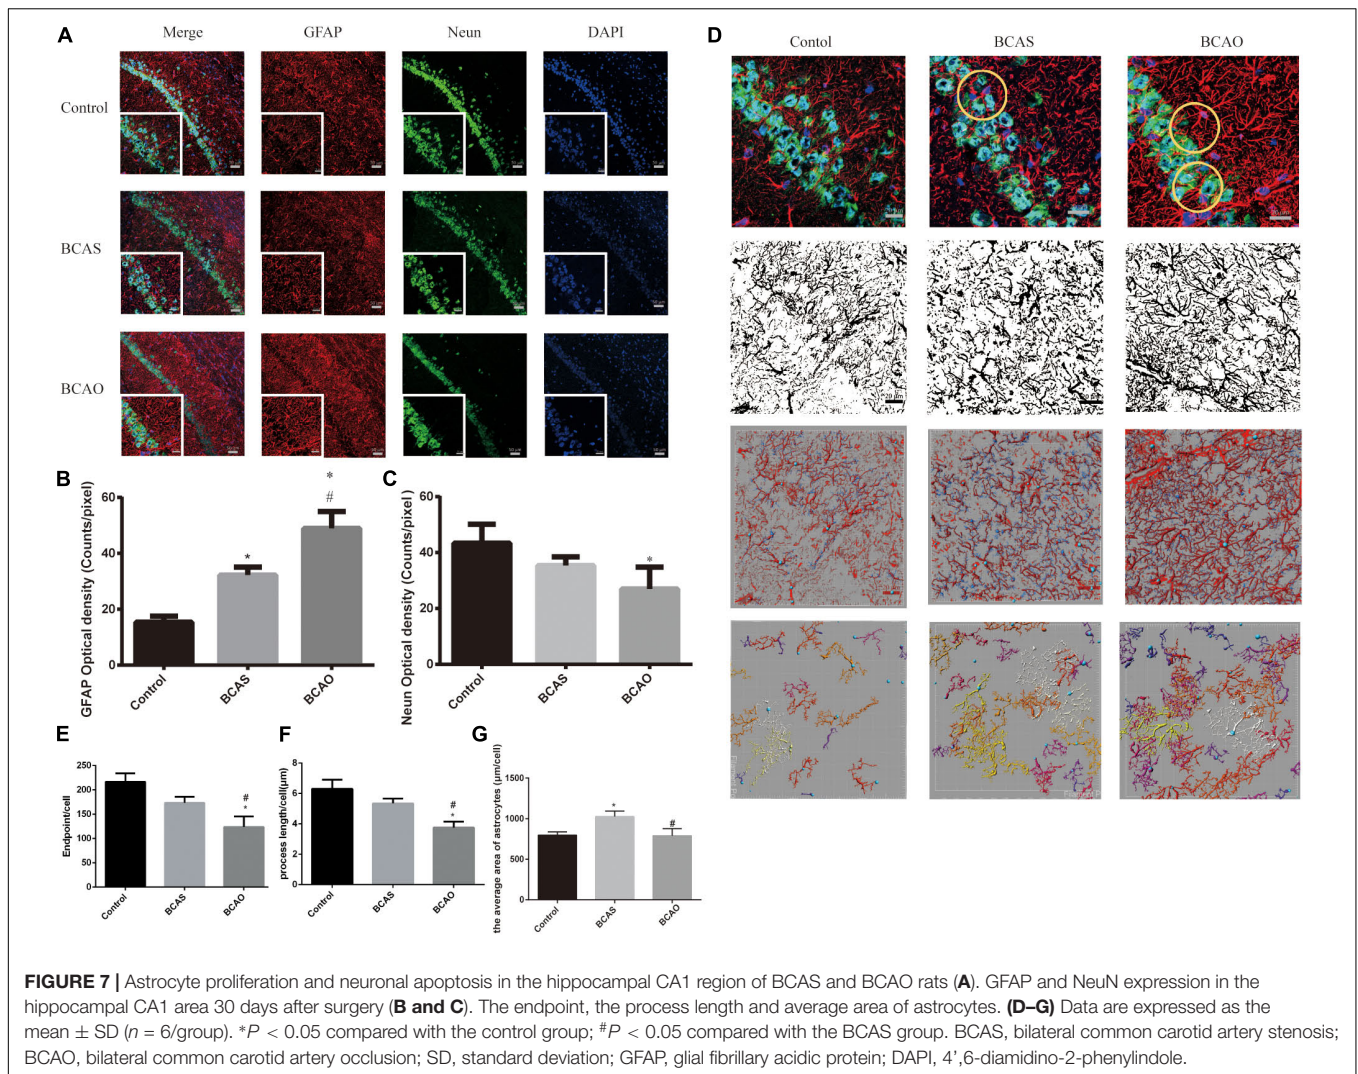 A
Merge
GFAP
Neun
DAPI
Control
BCAS
BCAO
B
GFAP Optical density (Counts/pixel)
60
40
20
0
*
*
#
Control
BCAS
BCAO
C
Neun Optical density (Counts/pixel)
60
40
20
0
*
Control
BCAS
BCAO
D
Contol
BCAS
BCAO
20 µm
E
Endpoint/cell
250
200
150
100
50
0
#
*
Control
BCAS
BCAO
F
process length/cell(µm)
8
6
4
2
0
#
*
Control
BCAS
BCAO
G
the average area of astrocytes (µm/cell)
1500
1000
500
0
*
#
Control
BCAS
BCAO
FIGURE 7 | Astrocyte proliferation and neuronal apoptosis in the hippocampal CA1 region of BCAS and BCAO rats (A). GFAP and NeuN expression in the
hippocampal CA1 area 30 days after surgery (B and C). The endpoint, the process length and average area of astrocytes. (D–G) Data are expressed as the
mean ± SD (n = 6/group). *P < 0.05 compared with the control group; #P < 0.05 compared with the BCAS group. BCAS, bilateral common carotid artery stenosis;
BCAO, bilateral common carotid artery occlusion; SD, standard deviation; GFAP, glial fibrillary acidic protein; DAPI, 4’,6-diamidino-2-phenylindole.